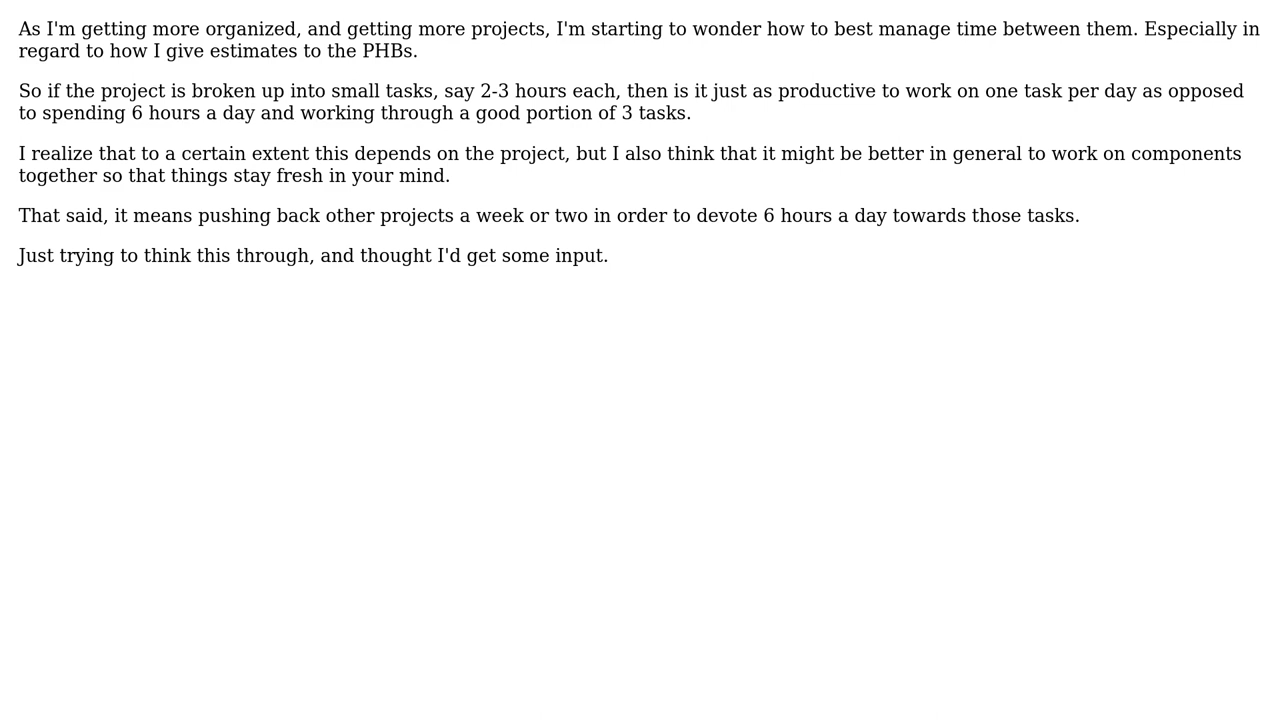 As I'm getting more organized, and getting more projects, I'm starting to wonder how to best manage time between them. Especially in
regard to how I give estimates to the PHBs.
So if the project is broken up into small tasks, say 2-3 hours each, then is it just as productive to work on one task per day as opposed
to spending 6 hours a day and working through a good portion of 3 tasks.
I realize that to a certain extent this depends on the project, but I also think that it might be better in general to work on components
together so that things stay fresh in your mind.
That said, it means pushing back other projects a week or two in order to devote 6 hours a day towards those tasks.
Just trying to think this through, and thought I'd get some input.